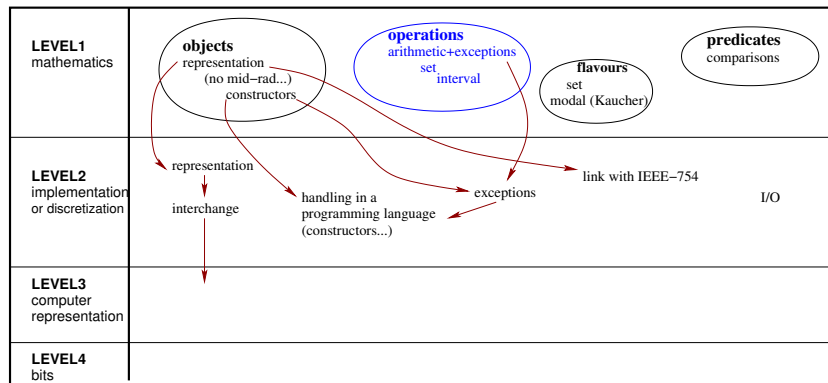 LEVEL1
mathematics
objects
representation
(no mid−rad...)
constructors
operations
arithmetic+exceptions
set
interval
flavours
set
modal (Kaucher)
predicates
comparisons
LEVEL2
implementation
or discretization
representation
interchange
handling in a
programming language
(constructors...)
exceptions
link with IEEE−754
I/O
LEVEL3
computer
representation
LEVEL4
bits